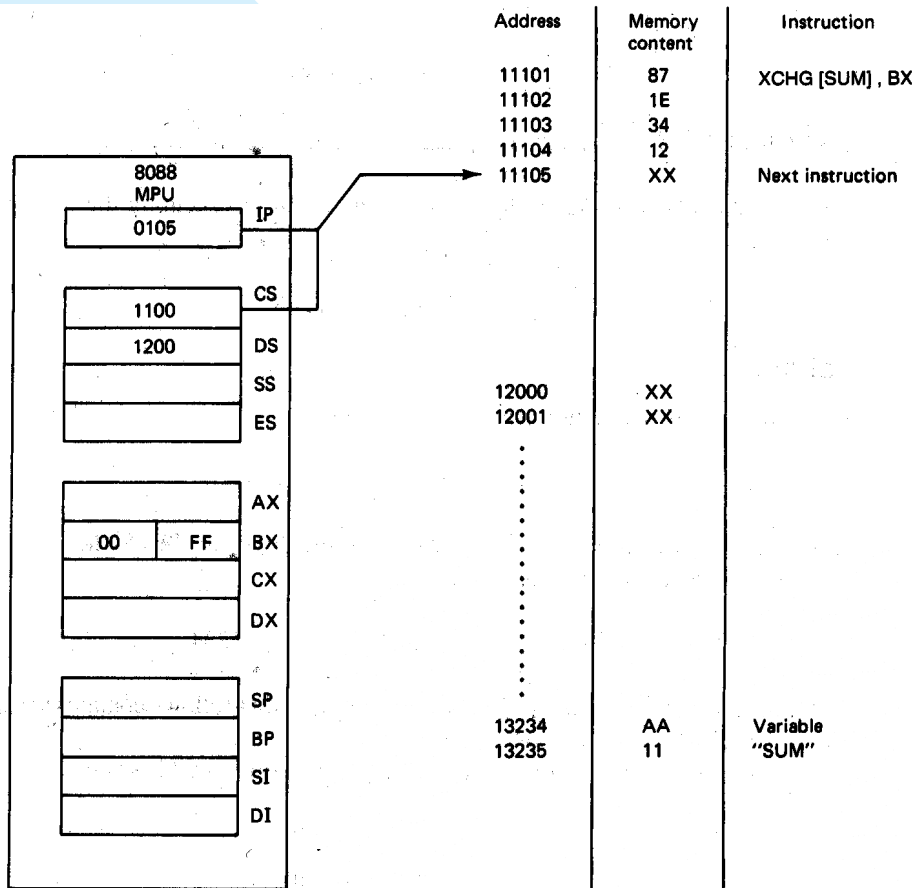 Address Memory content Instruction
11101 87 XCHG [SUM] , BX
11102 1E
11103 34
11104 12
11105 XX Next instruction
8088
MPU
0105 IP
1100 CS
1200 DS
SS
ES
12000 XX
12001 XX
AX
00 FF BX
CX
DX
SP
BP
SI
DI
13234 AA Variable
13235 11 "SUM"